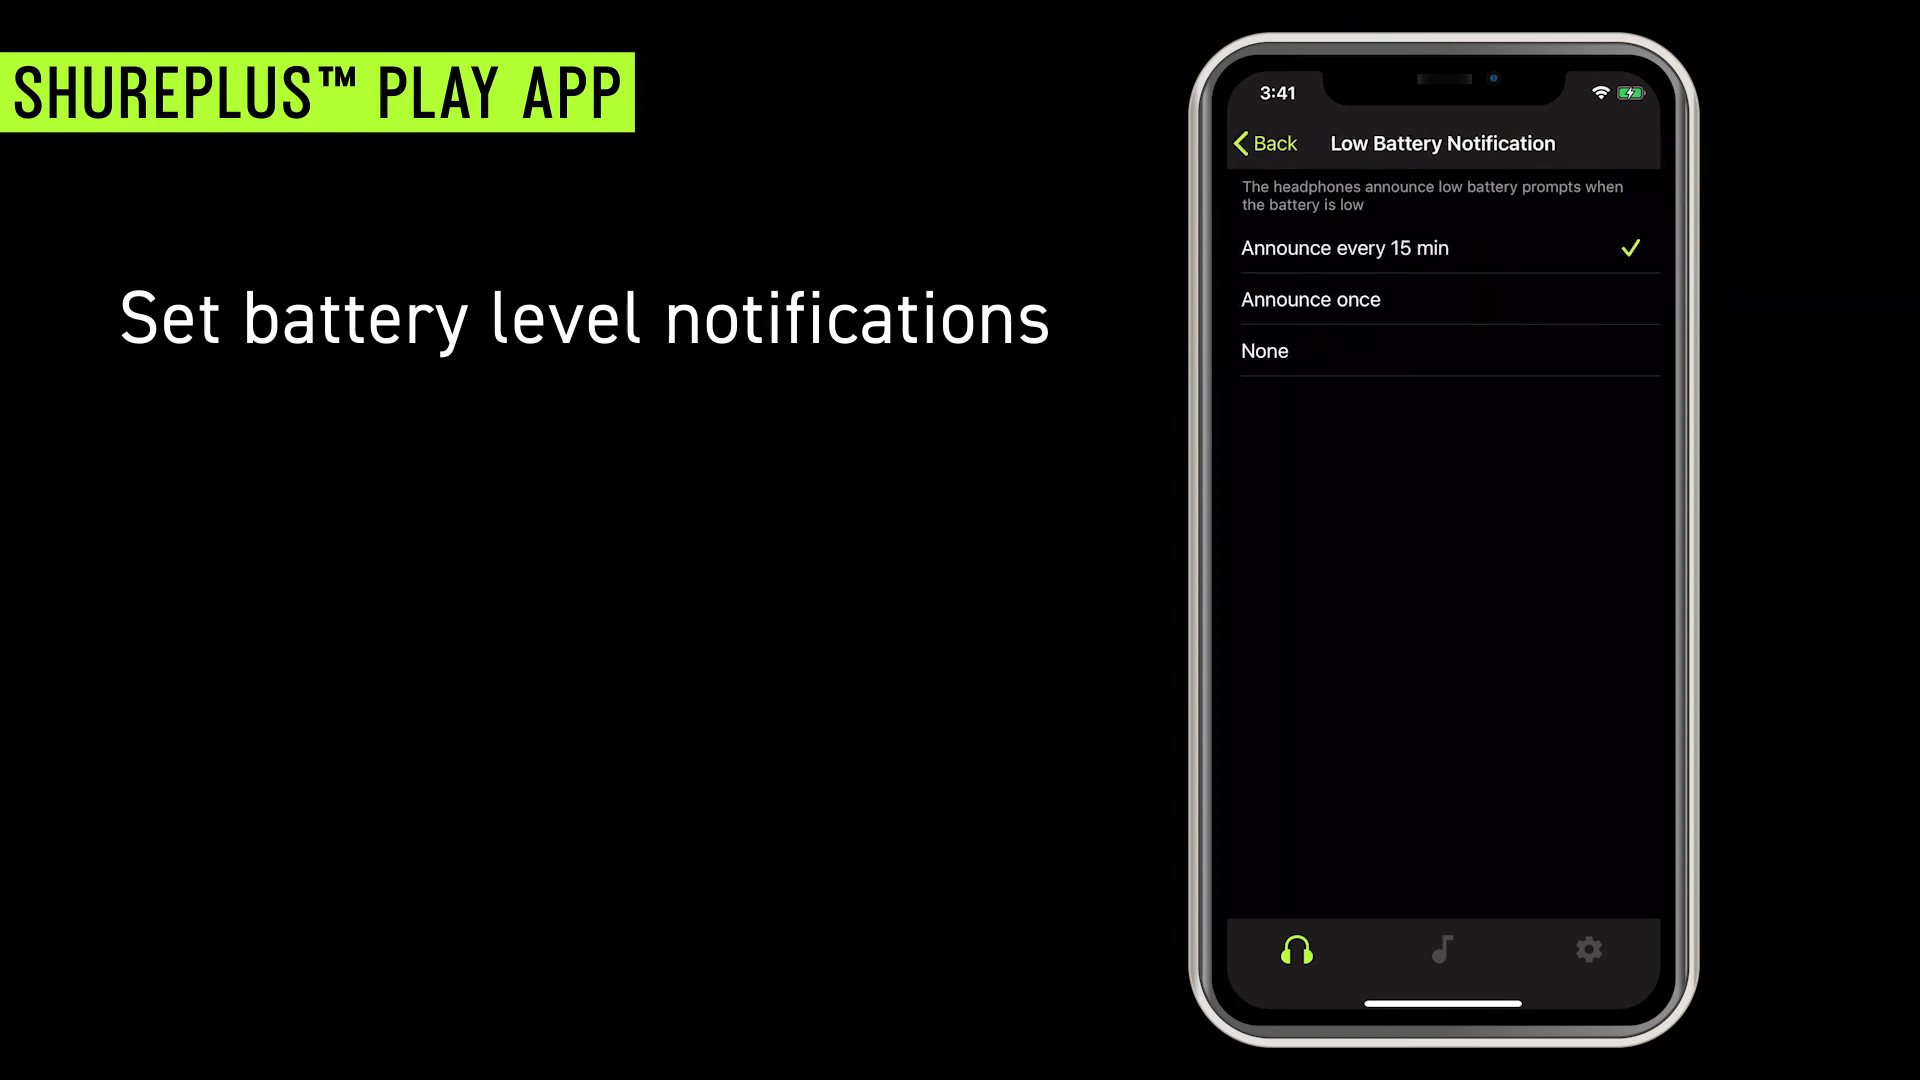 SHUREPLUS™ PLAY APP
Set battery level notifications
3:41
Back
Low Battery Notification
The headphones announce low battery prompts when
the battery is low
Announce every 15 min
Announce once
None